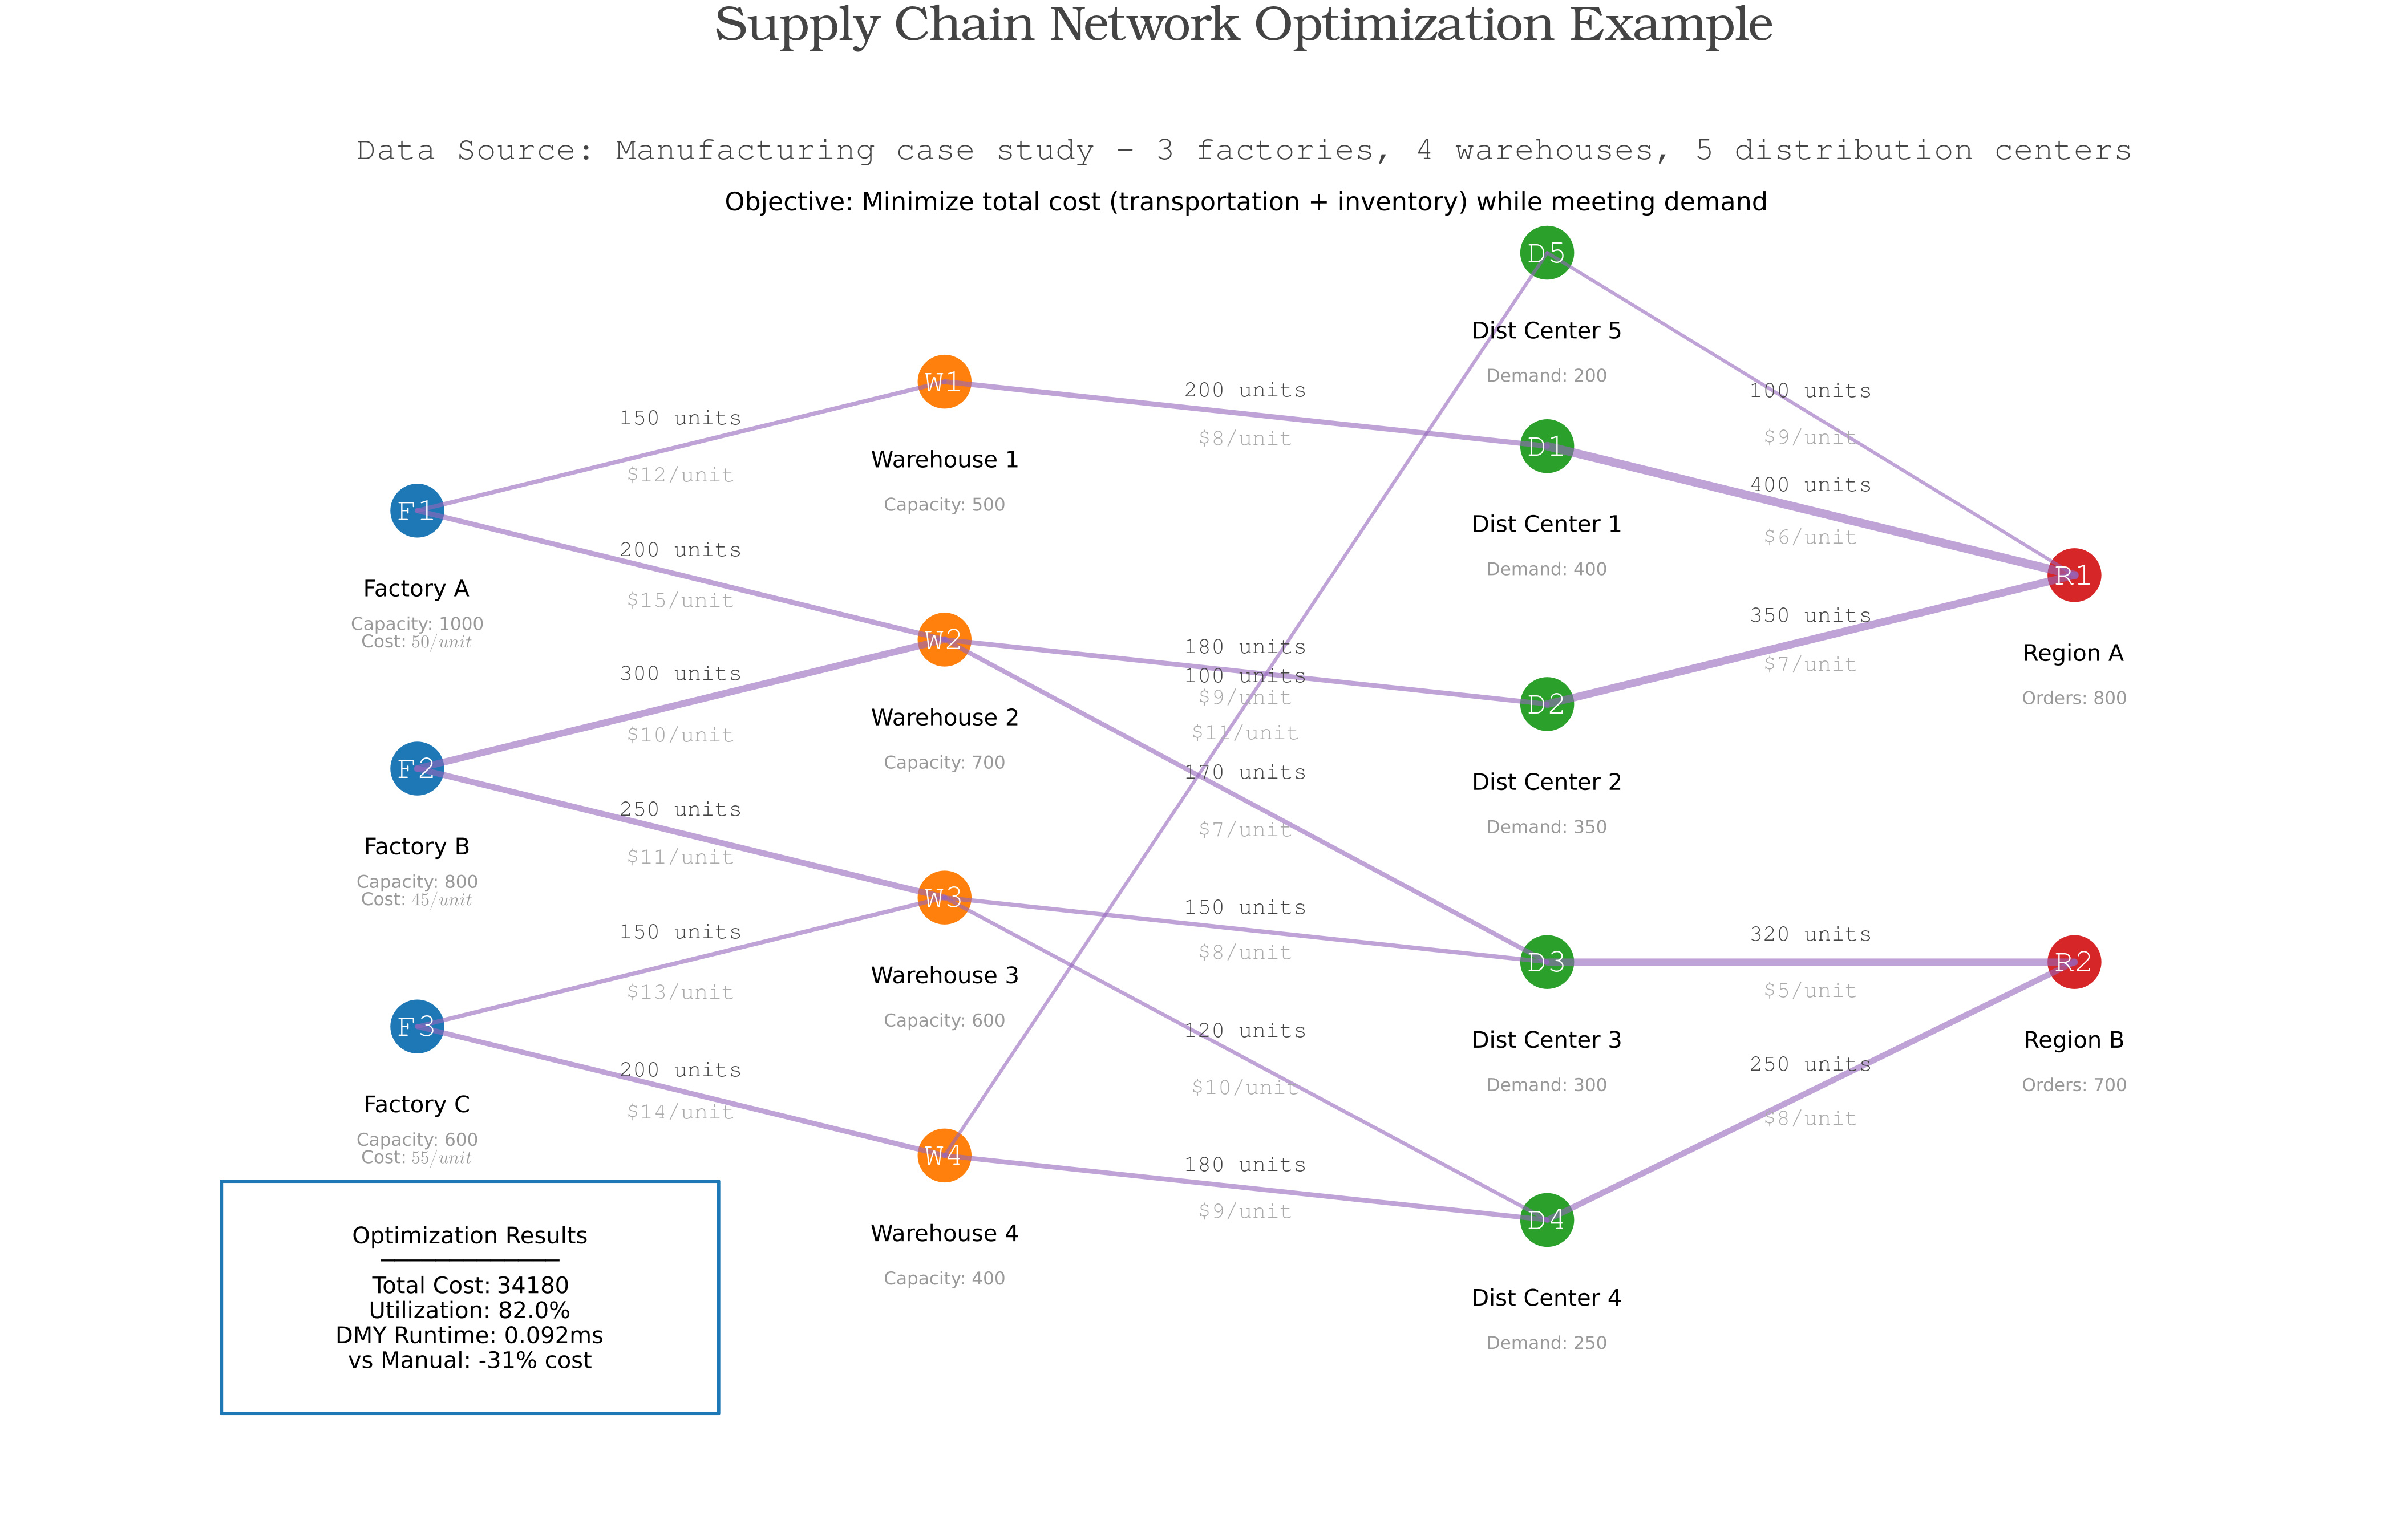 Supply Chain Network Optimization Example
Data Source: Manufacturing case study – 3 factories, 4 warehouses, 5 distribution centers
Objective: Minimize total cost (transportation + inventory) while meeting demand
F1
Factory A
Capacity: 1000
Cost: 50/unit
F2
Factory B
Capacity: 800
Cost: 45/unit
F3
Factory C
Capacity: 600
Cost: 55/unit
150 units
$12/unit
200 units
$15/unit
300 units
$10/unit
250 units
$11/unit
150 units
$13/unit
200 units
$14/unit
W1
Warehouse 1
Capacity: 500
W2
Warehouse 2
Capacity: 700
W3
Warehouse 3
Capacity: 600
W4
Warehouse 4
Capacity: 400
200 units
$8/unit
180 units
100 units
$9/unit
$11/unit
170 units
$7/unit
150 units
$8/unit
120 units
$10/unit
180 units
$9/unit
D5
Dist Center 5
Demand: 200
D1
Dist Center 1
Demand: 400
D2
Dist Center 2
Demand: 350
D3
Dist Center 3
Demand: 300
D4
Dist Center 4
Demand: 250
100 units
$9/unit
400 units
$6/unit
350 units
$7/unit
320 units
$5/unit
250 units
$8/unit
R1
Region A
Orders: 800
R2
Region B
Orders: 700
Optimization Results
Total Cost: 34180
Utilization: 82.0%
DMY Runtime: 0.092ms
vs Manual: -31% cost